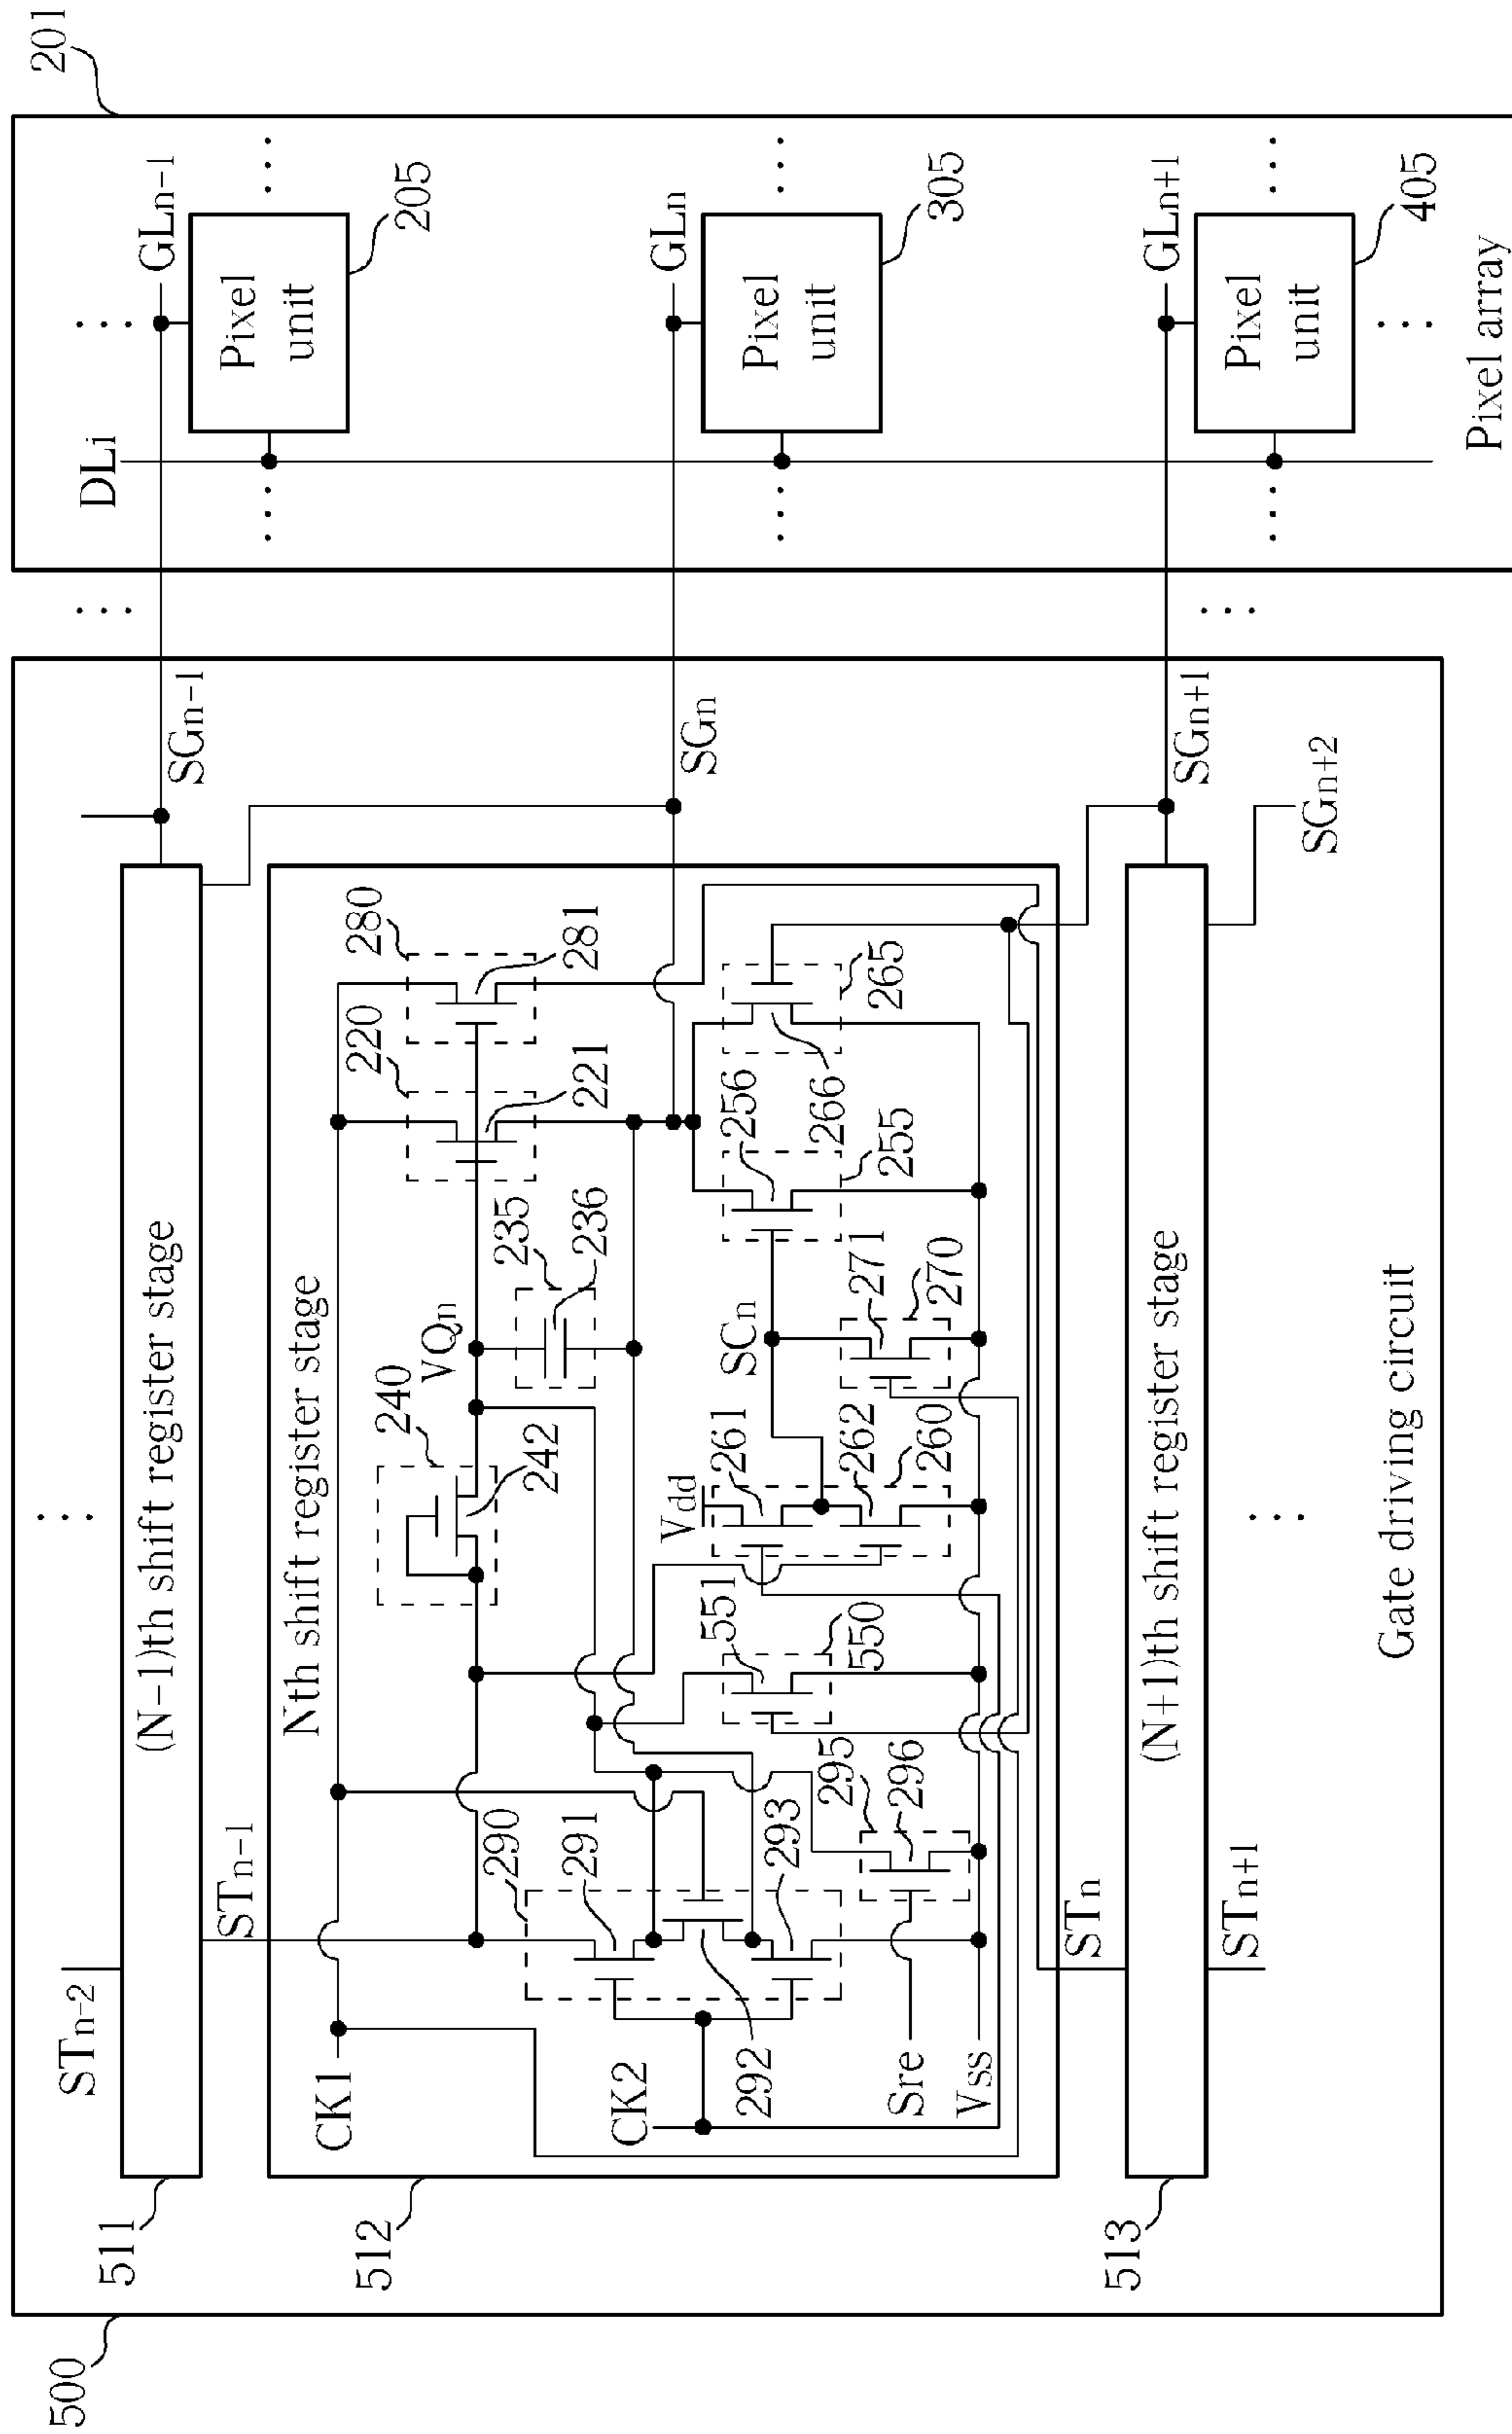 500
511
STn-2
(N-1)th shift register stage
SGn-1
DLi
GLn-1
201
Pixel
unit
205
STn-1
512
Nth shift register stage
CK1
240
VQn
242
220
280
235
236
221
281
290
291
CK2
292
293
551
550
295
296
Vdd
261
262
260
SCn
271
270
256
266
255
265
SGn
GLn
Pixel
unit
305
Sre
Vss
STn
513
(N+1)th shift register stage
SGn+1
GLn+1
Pixel
unit
405
STn+1
SGn+2
Gate driving circuit
Pixel array